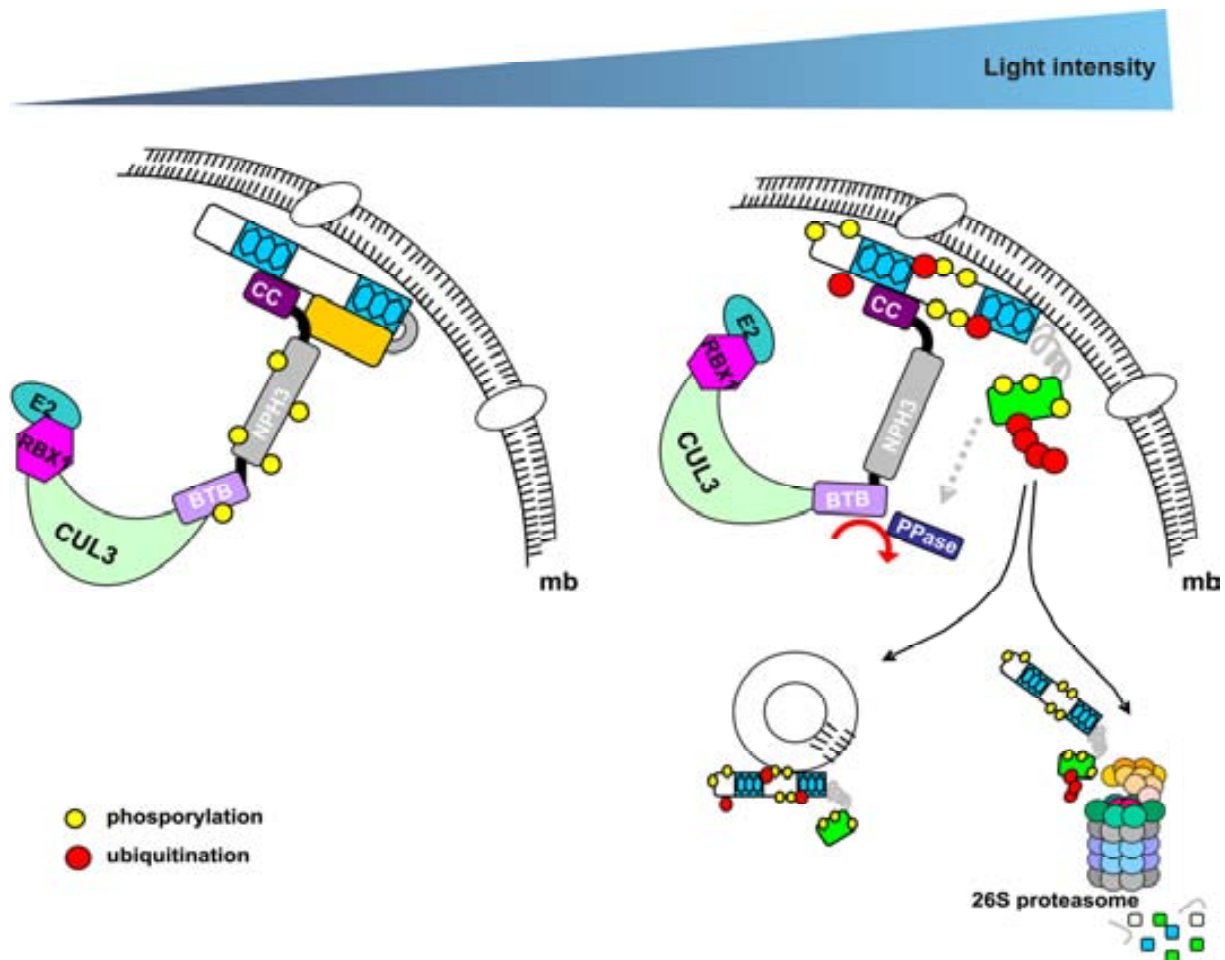 Light intensity
CC
NPH3
E2
RBX1
BTB
CUL3
mb
CC
E2
RBX1
NPH3
CUL3
BTB
PPase
mb
phosporylation
ubiquitination
26S proteasome